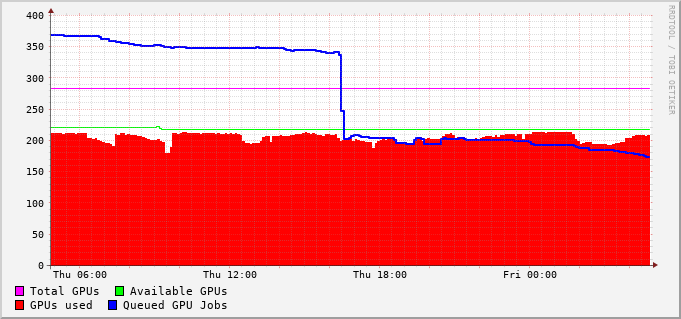 400
350
300
250
200
150
100
50
0
Thu 06:00 Thu 12:00 Thu 18:00 Fri 00:00
Total GPUs Available GPUs
GPUs used Queued GPU Jobs
RRDTOOL / TOBI OETIKER